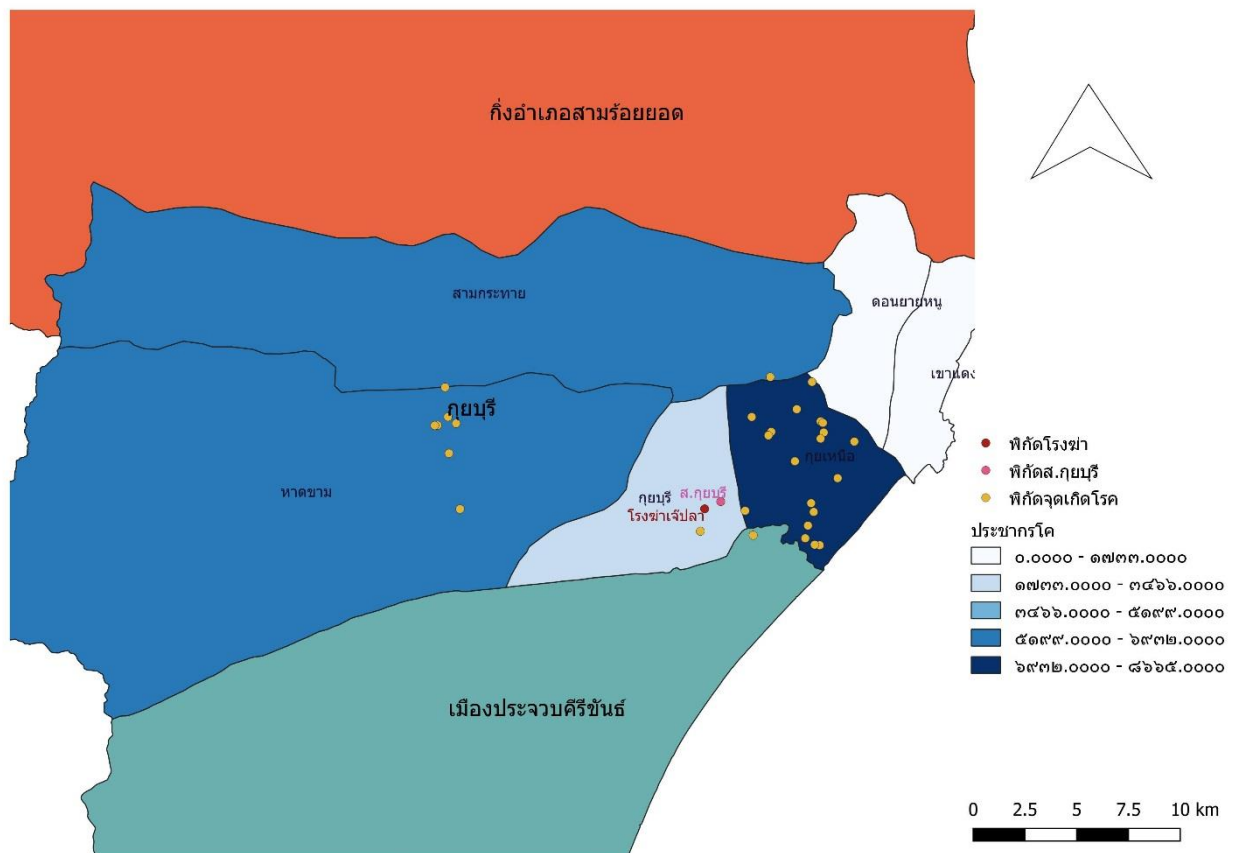 กิ่งอำเภอสามร้อยยอด
สามกระทาย
ดอนยายหนู
เขาแดง
กุยบุรี
กุยเหนือ
หาดขาม
กุยบุรี
ส.กุยบุรี
โรงฆ่าเจ๊ปลา
เมืองประจวบคีรีขันธ์
พิกัดโรงฆ่า
พิกัดส.กุยบุรี
พิกัดจุดเกิดโรค
ประชากรโค
๐.๐๐๐๐ - ๑๗๓๓.๐๐๐๐
๑๗๓๓.๐๐๐๐ - ๓๔๖๖.๐๐๐๐
๓๔๖๖.๐๐๐๐ - ๕๑๙๙.๐๐๐๐
๕๑๙๙.๐๐๐๐ - ๖๙๓๒.๐๐๐๐
๖๙๓๒.๐๐๐๐ - ๘๖๖๕.๐๐๐๐
0 2.5 5 7.5 10 km